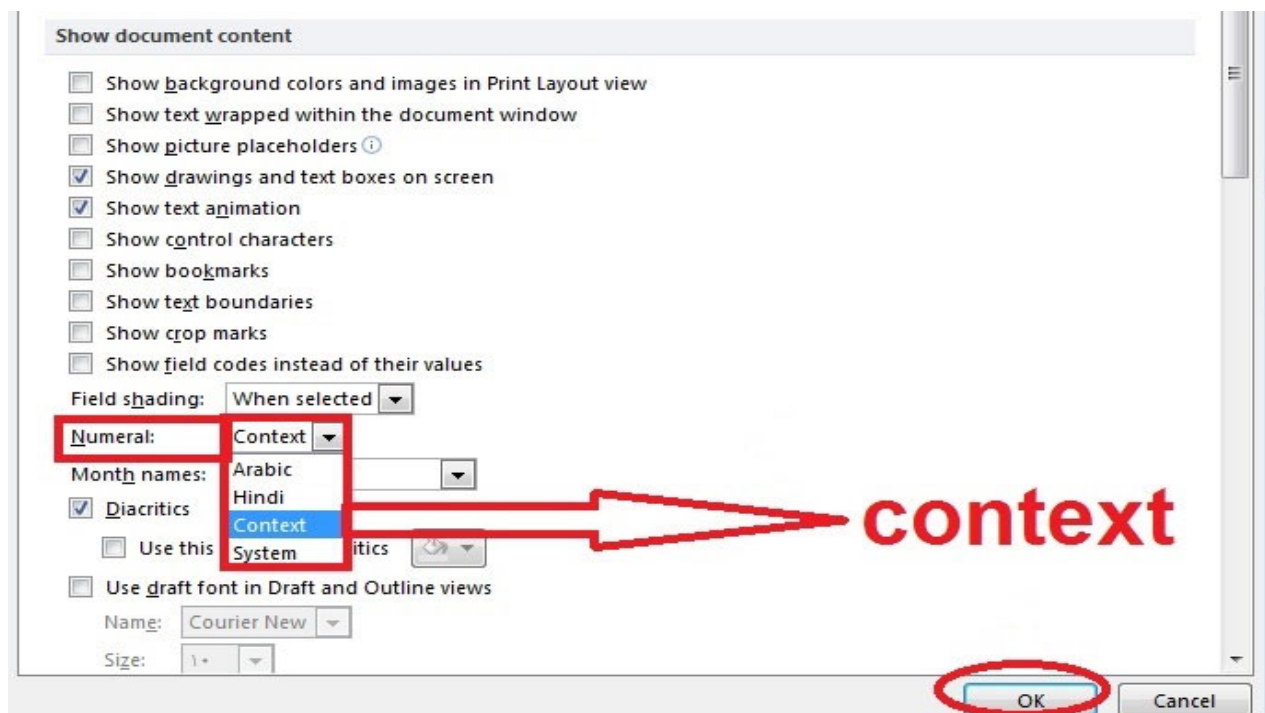 Show document content
Show background colors and images in Print Layout view
Show text wrapped within the document window
Show picture placeholders
Show drawings and text boxes on screen
Show text animation
Show control characters
Show bookmarks
Show text boundaries
Show crop marks
Show field codes instead of their values
Field shading: When selected
Numeral: Context
Month names: Arabic
Hindi
Diacritics
Context context
Use this System itics
Use draft font in Draft and Outline views
Name: Courier New
Size: ١٠
OK Cancel